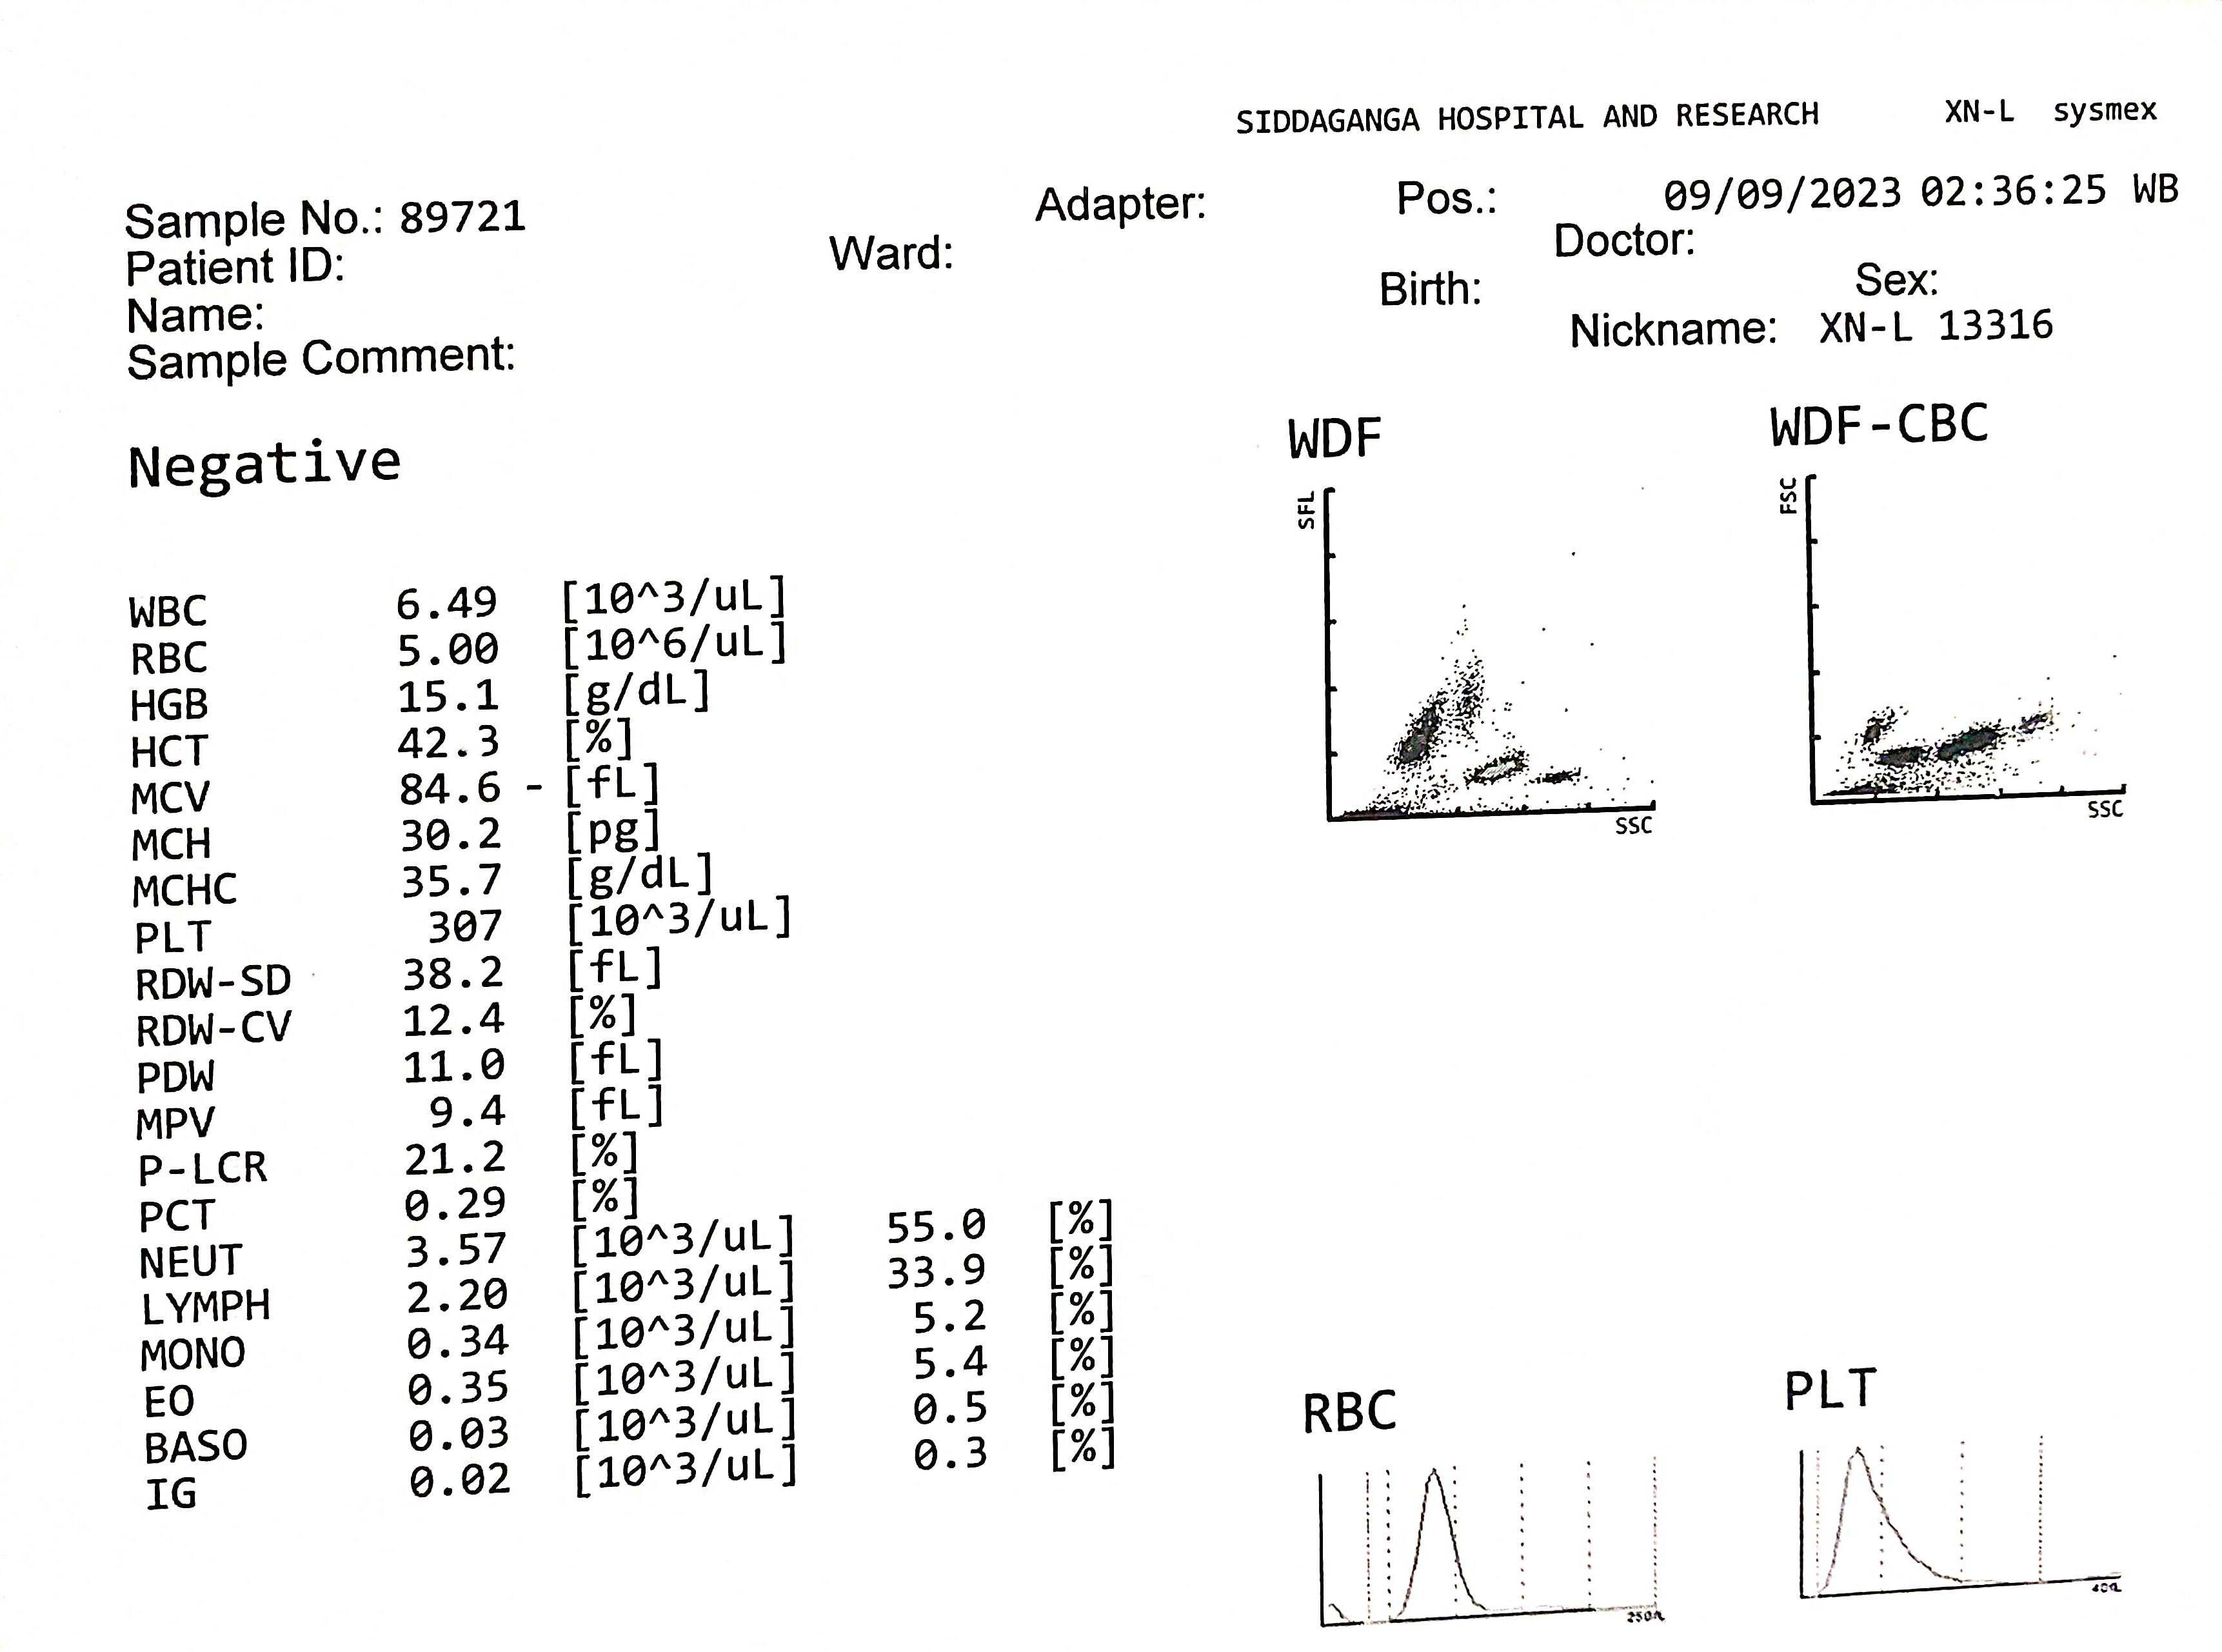 SIDDAGANGA HOSPITAL AND RESEARCH XN-L sysmex
Sample No.: 89721 Adapter: Pos.: 09/09/2023 02:36:25 WB
Patient ID: Ward: Doctor:
Name: Birth: Sex:
Sample Comment: Nickname: XN-L 13316
Negative
WDF WDF-CBC
SFL FSC
SSC SSC
WBC 6.49 [10^3/uL]
RBC 5.00 [10^6/uL]
HGB 15.1 [g/dL]
HCT 42.3 [%]
MCV 84.6 - [fL]
MCH 30.2 [pg]
MCHC 35.7 [g/dL]
PLT 307 [10^3/uL]
RDW-SD 38.2 [fL]
RDW-CV 12.4 [%]
PDW 11.0 [fL]
MPV 9.4 [fL]
P-LCR 21.2 [%]
PCT 0.29 [%]
NEUT 3.57 [10^3/uL] 55.0 [%]
LYMPH 2.20 [10^3/uL] 33.9 [%]
MONO 0.34 [10^3/uL] 5.2 [%]
EO 0.35 [10^3/uL] 5.4 [%]
BASO 0.03 [10^3/uL] 0.5 [%]
IG 0.02 [10^3/uL] 0.3 [%]
RBC PLT